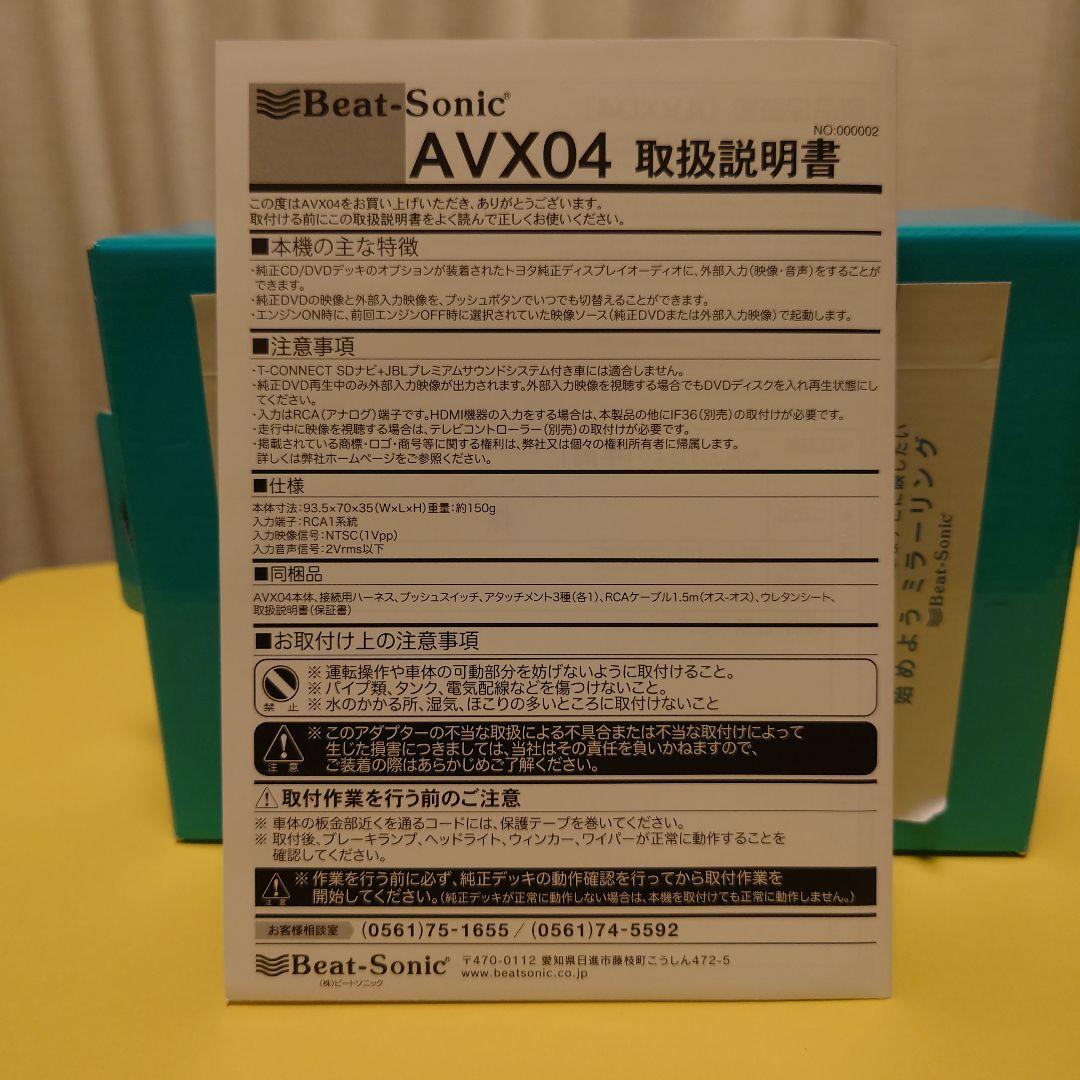 Beat-Sonic®
NO:000002
AVX04 取扱説明書
この度はAVX04をお買い上げいただき、ありがとうございます。
取付ける前にこの取扱説明書をよく読んで正しくお使いください。
■本機の主な特徴
・純正CD/DVDデッキのオプションが装着されたトヨタ純正ディスプレイオーディオに、外部入力(映像・音声)をすることが
できます。
・純正DVDの映像と外部入力映像を、プッシュボタンでいつでも切替えることができます。
・エンジンON時に、前回エンジンOFF時に選択されていた映像ソース(純正DVDまたは外部入力映像)で起動します。
■注意事項
・T-CONNECT SDナビ+JBLプレミアムサウンドシステム付き車には適合しません。
・純正DVD再生中のみ外部入力映像が出力されます。外部入力映像を視聴する場合でもDVDディスクを入れ再生状態にし
てください。
・入力はRCA(アナログ)端子です。HDMI機器の入力をする場合は、本製品の他にIF36(別売)の取付けが必要です。
・走行中に映像を視聴する場合は、テレビコントローラー(別売)の取付けが必要です。
・掲載されている商標・ロゴ・商号等に関する権利は、弊社又は個々の権利所有者に帰属します。
詳しくは弊社ホームページをご参照ください。
■仕様
本体寸法:93.5×70×35(W×L×H)重量:約150g
入力端子:RCA1系統
入力映像信号:NTSC(1Vpp)
入力音声信号:2Vrms以下
■同梱品
AVX04本体、接続用ハーネス、プッシュスイッチ、アタッチメント3種(各1)、RCAケーブル1.5m(オス-オス)、ウレタンシート、
取扱説明書(保証書)
■お取付け上の注意事項
※ 運転操作や車体の可動部分を妨げないように取付けること。
※ パイプ類、タンク、電気配線などを傷つけないこと。
※ 水のかかる所、湿気、ほこりの多いところに取付けないこと
禁 止
※ このアダプターの不当な取扱による不具合または不当な取付けによって
生じた損害につきましては、当社はその責任を負いかねますので、
ご装着の際はあらかじめご了解ください。
注 意
取付作業を行う前のご注意
※ 車体の板金部近くを通るコードには、保護テープを巻いてください。
※ 取付後、ブレーキランプ、ヘッドライト、ウィンカー、ワイパーが正常に動作することを
確認してください。
※ 作業を行う前に必ず、純正デッキの動作確認を行ってから取付作業を
開始してください。(純正デッキが正常に動作しない場合は、本機を取付けても正常に動作しません。)
注 意
お客様相談室 (0561)75-1655 / (0561)74-5592
Beat-Sonic®
(株)ビートソニック
〒470-0112 愛知県日進市藤枝町こうしん472-5
www.beatsonic.co.jp
始めよう ミラーリング
Beat-Sonic®